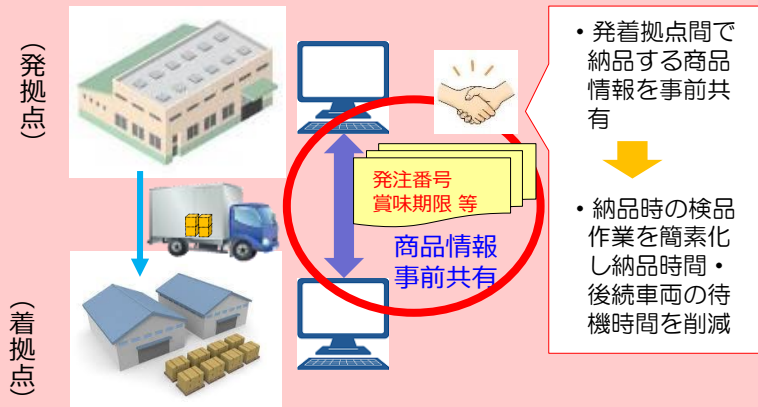 （発拠点）
発注番号
賞味期限 等
商品情報
事前共有
（着拠点）
・発着拠点間で
納品する商品
情報を事前共
有
・納品時の検品
作業を簡素化
し納品時間・
後続車両の待
機時間を削減